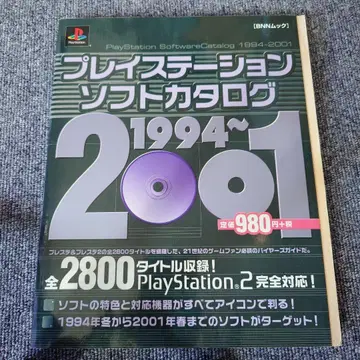 [BNNムック]
PlayStation SoftwareCatalog 1994-2001
プレイステーション
ソフトカタログ
1994~
2001
定価980円+税
プレステ&プレステ2の全2800タイトルを収録した、21世紀のゲームファン必携のバイヤーズガイドだ。
全2800タイトル収録!
PlayStation 2完全対応!
ソフトの特色と対応機器がすべてアイコンで判る!
1994年冬から2001年春までのソフトがターゲット!